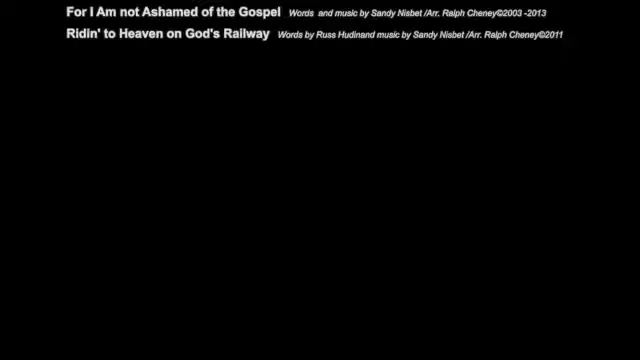 For I Am not Ashamed of the Gospel Words and music by Sandy Nisbet /Arr. Ralph Cheney©2003 -2013
Ridin' to Heaven on God's Railway Words by Russ Hudinand music by Sandy Nisbet /Arr. Ralph Cheney©2011